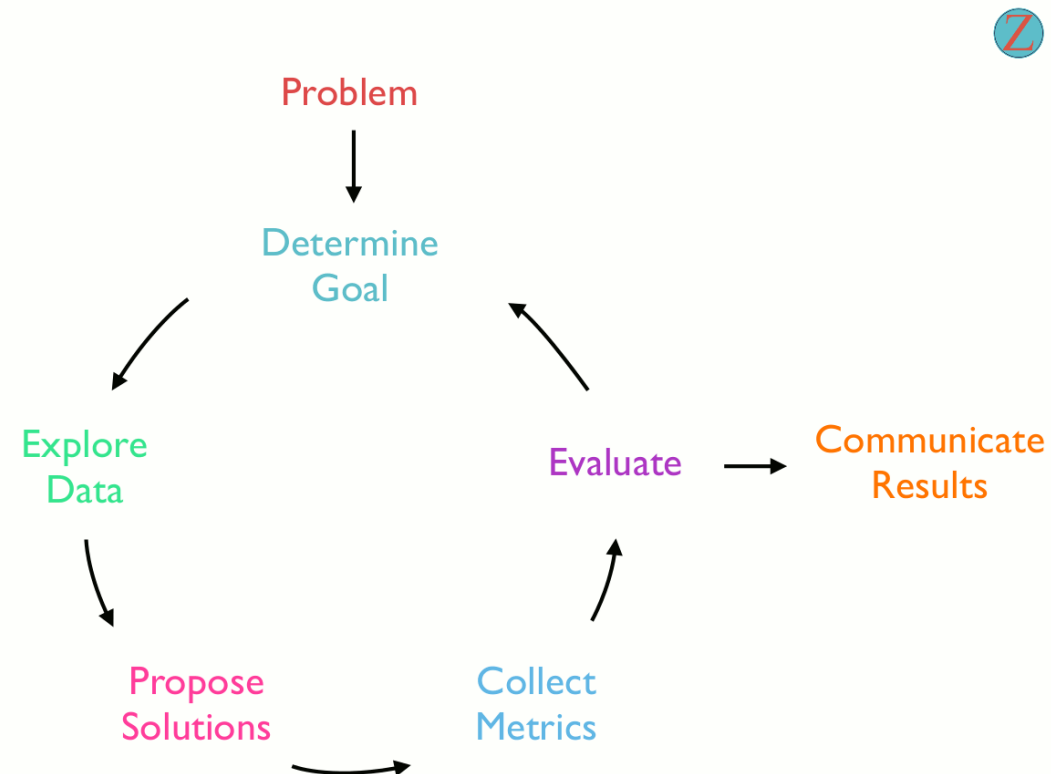 Z
Problem
Determine
Goal
Explore
Data
Evaluate
Communicate
Results
Propose
Solutions
Collect
Metrics